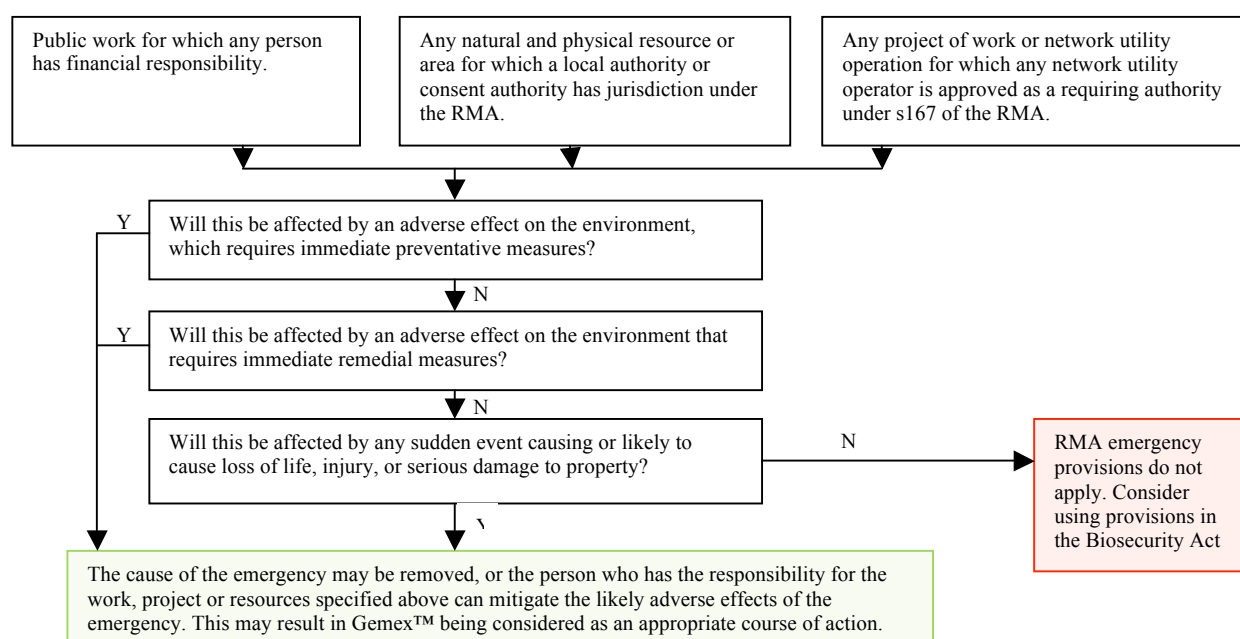 Public work for which any person
has financial responsibility.
Any natural and physical resource or
area for which a local authority or
consent authority has jurisdiction under
the RMA.
Any project of work or network utility
operation for which any network utility
operator is approved as a requiring authority
under s167 of the RMA.
Y
Will this be affected by an adverse effect on the environment,
which requires immediate preventative measures?
N
Y
Will this be affected by an adverse effect on the environment that
requires immediate remedial measures?
N
Will this be affected by any sudden event causing or likely to
cause loss of life, injury, or serious damage to property?
N
RMA emergency
provisions do not
apply. Consider
using provisions in
the Biosecurity Act
The cause of the emergency may be removed, or the person who has the responsibility for the
work, project or resources specified above can mitigate the likely adverse effects of the
emergency. This may result in Gemex™ being considered as an appropriate course of action.